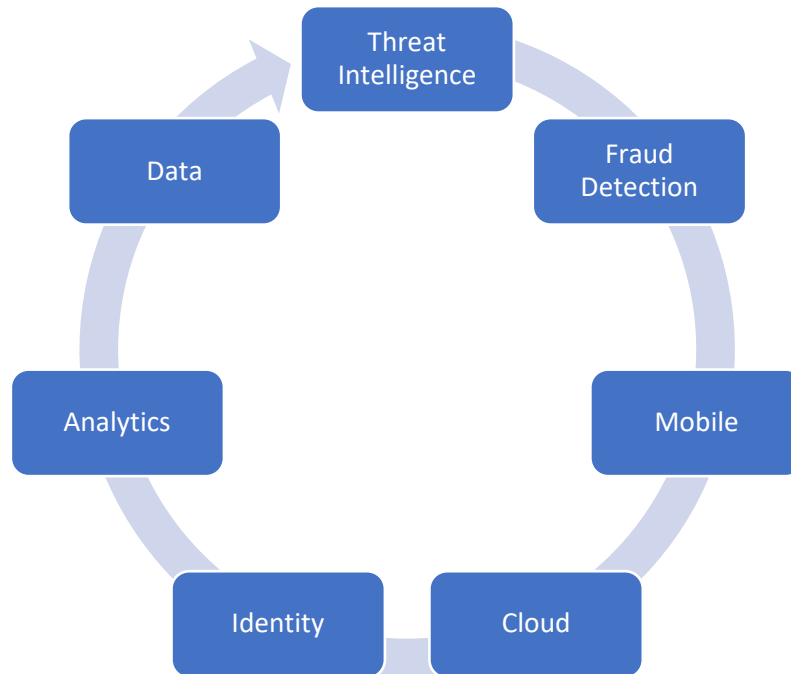 Threat
Intelligence
Fraud
Detection
Mobile
Cloud
Identity
Analytics
Data